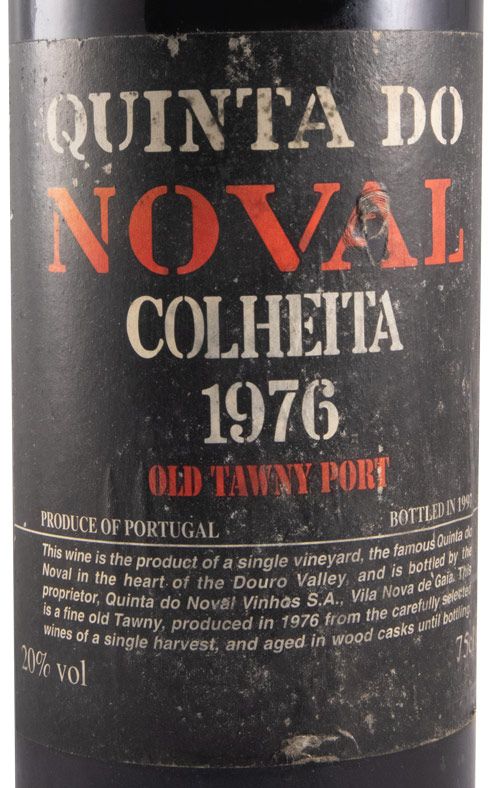 QUINTA DO
NOVAL
COLHEITA
1976
OLD TAWNY PORT
PRODUCE OF PORTUGAL BOTTLED IN
This wine is the product of a single vineyard, the famous Quinta do
Noval in the heart of the Douro Valley, and is bottled by the
proprietor, Quinta do Noval Vinhos S.A., Vila Nova de Gaïa. This
is a fine old Tawny, produced in 1976 from the carefully selected
wines of a single harvest, and aged in wood casks until bottling.
20% vol